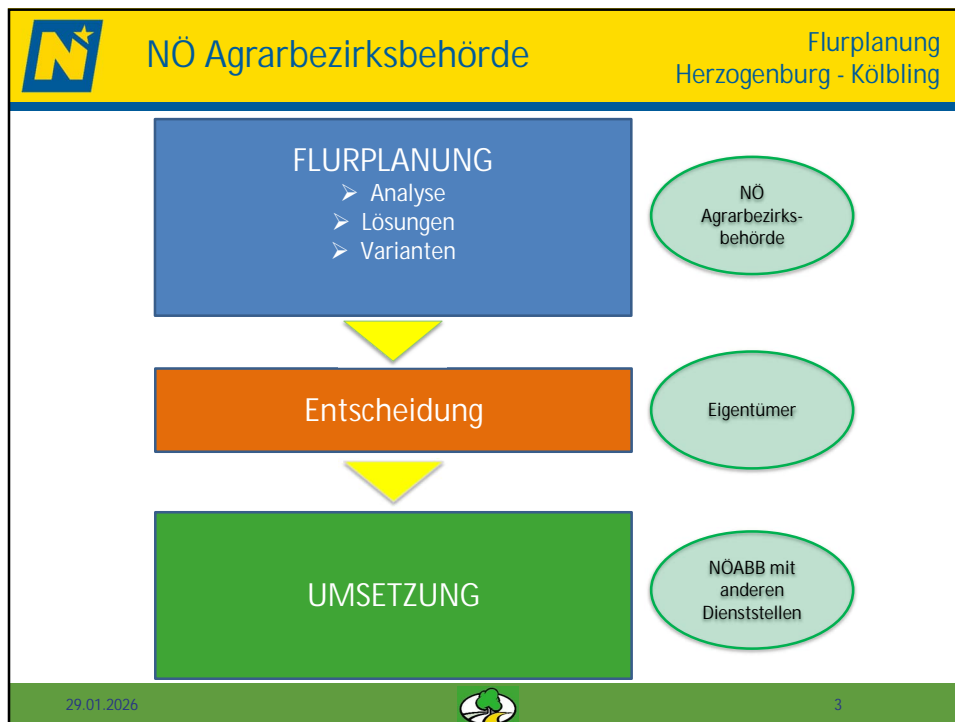 NÖ Agrarbezirksbehörde
Flurplanung
Herzogenburg - Kölbling
FLURPLANUNG
➢ Analyse
➢ Lösungen
➢ Varianten
NÖ
Agrarbezirks-
behörde
Entscheidung
Eigentümer
UMSETZUNG
NÖABB mit
anderen
Dienststellen
29.01.2026
3